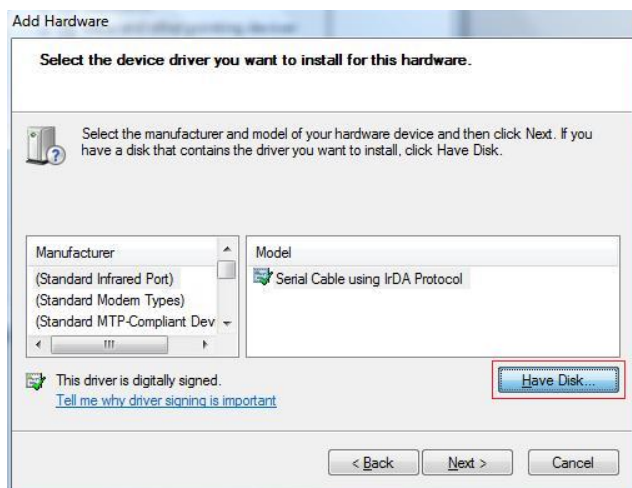 Add Hardware
Select the device driver you want to install for this hardware.
Select the manufacturer and model of your hardware device and then click Next. If you
have a disk that contains the driver you want to install, click Have Disk.
Manufacturer
Model
(Standard Infrared Port)
Serial Cable using IrDA Protocol
(Standard Modem Types)
(Standard MTP-Compliant Dev
This driver is digitally signed.
Have Disk...
Tell me why driver signing is important
< Back
Next >
Cancel